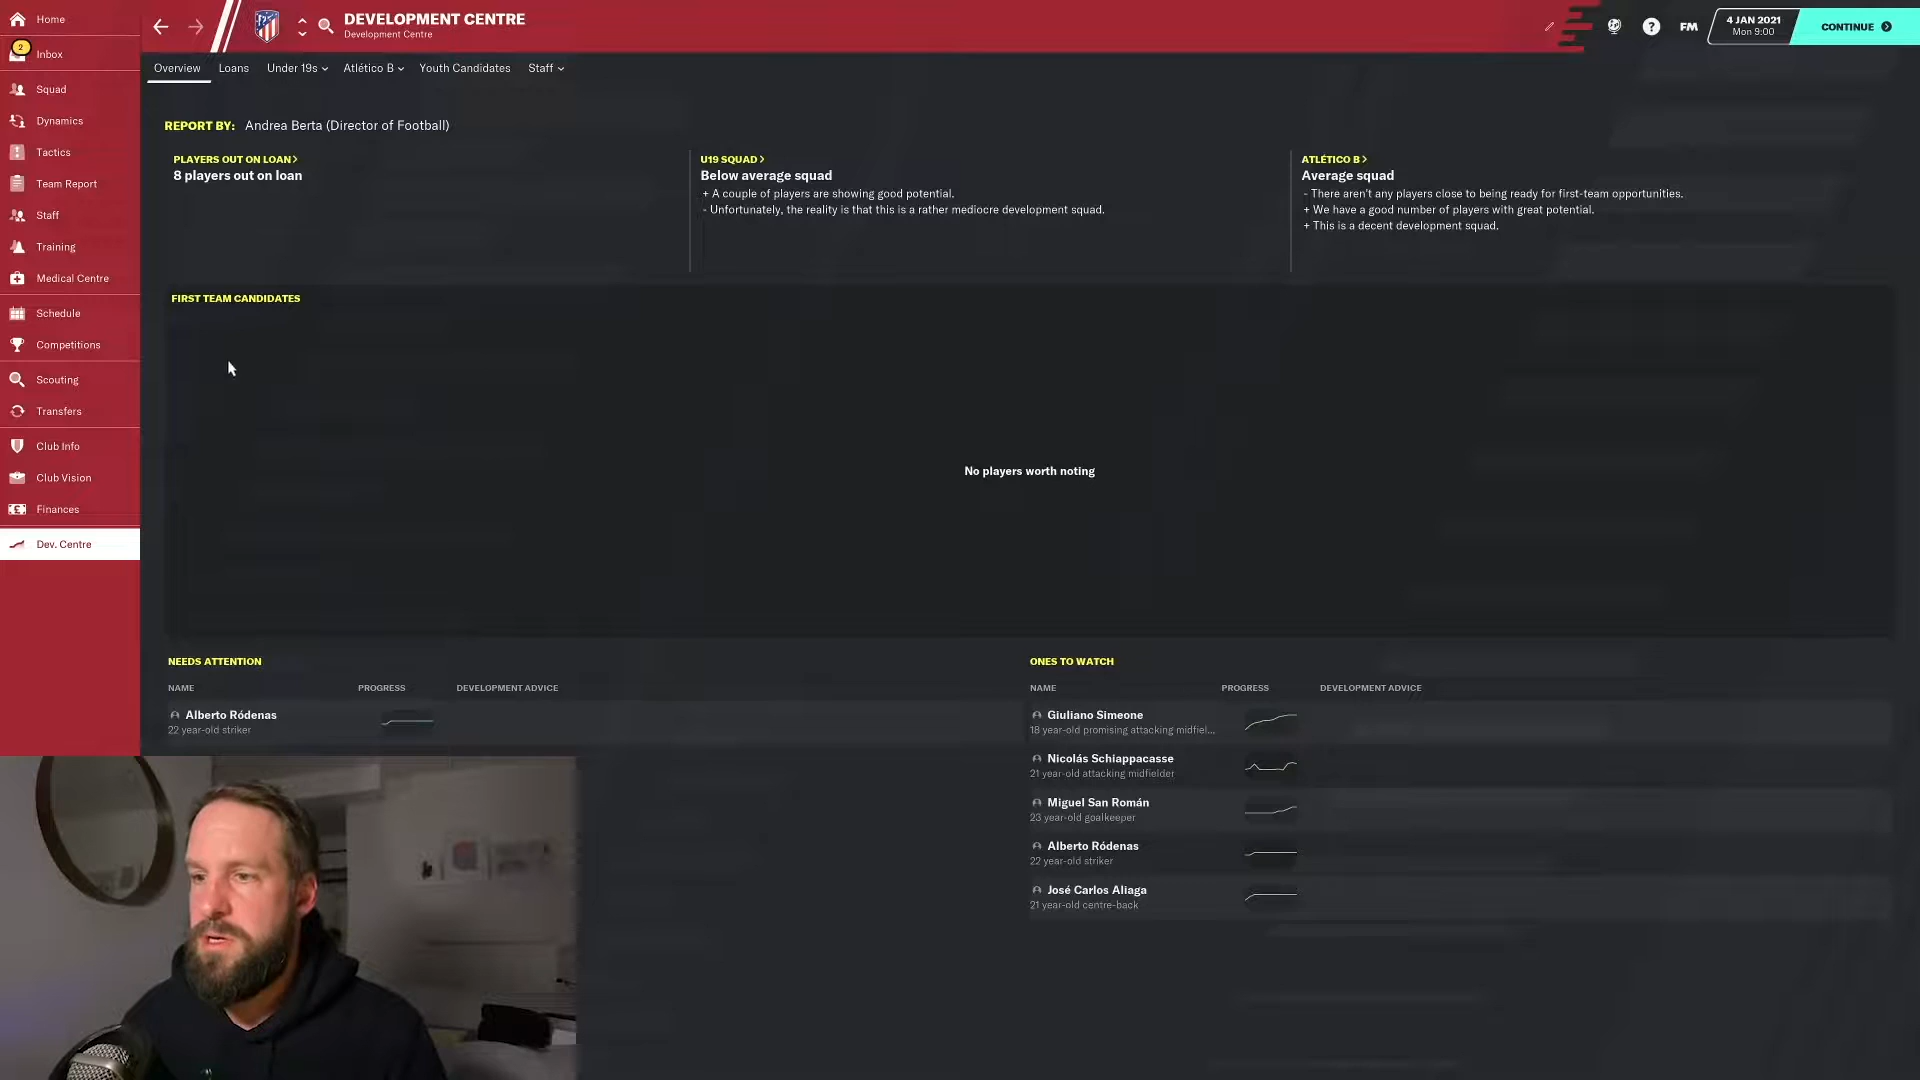 Home
2
Inbox
Squad
Dynamics
Tactics
Team Report
Staff
Training
Medical Centre
Schedule
Competitions
Scouting
Transfers
Club Info
Club Vision
Finances
Dev. Centre
DEVELOPMENT CENTRE
Development Centre
? FM
4 JAN 2021
Mon 9:00
CONTINUE
Overview Loans Under 19s Atlético B Youth Candidates Staff
REPORT BY: Andrea Berta (Director of Football)
PLAYERS OUT ON LOAN>
8 players out on loan
U19 SQUAD>
Below average squad
+ A couple of players are showing good potential.
- Unfortunately, the reality is that this is a rather mediocre development squad.
ATLÉTICO B>
Average squad
- There aren't any players close to being ready for first-team opportunities.
+ We have a good number of players with great potential.
+ This is a decent development squad.
FIRST TEAM CANDIDATES
No players worth noting
NEEDS ATTENTION
NAME PROGRESS DEVELOPMENT ADVICE
Alberto Ródenas
22 year-old striker
ONES TO WATCH
NAME PROGRESS DEVELOPMENT ADVICE
Giuliano Simeone
18 year-old promising attacking midfiel...
Nicolás Schiappacasse
21 year-old attacking midfielder
Miguel San Román
23 year-old goalkeeper
Alberto Ródenas
22 year-old striker
José Carlos Aliaga
21 year-old centre-back